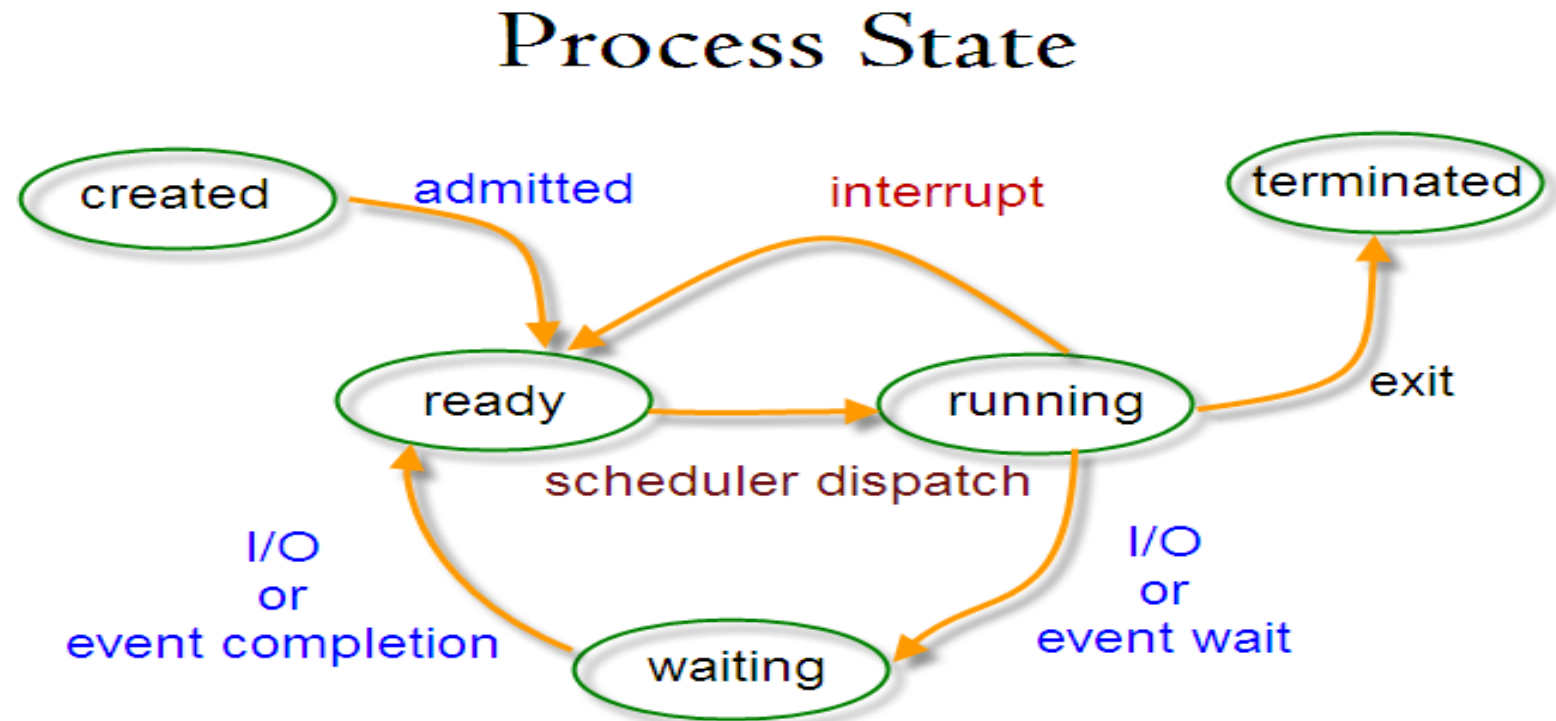 Process State
created
admitted
interrupt
terminated
ready
running
exit
scheduler dispatch
I/O
or
event completion
I/O
or
event wait
waiting